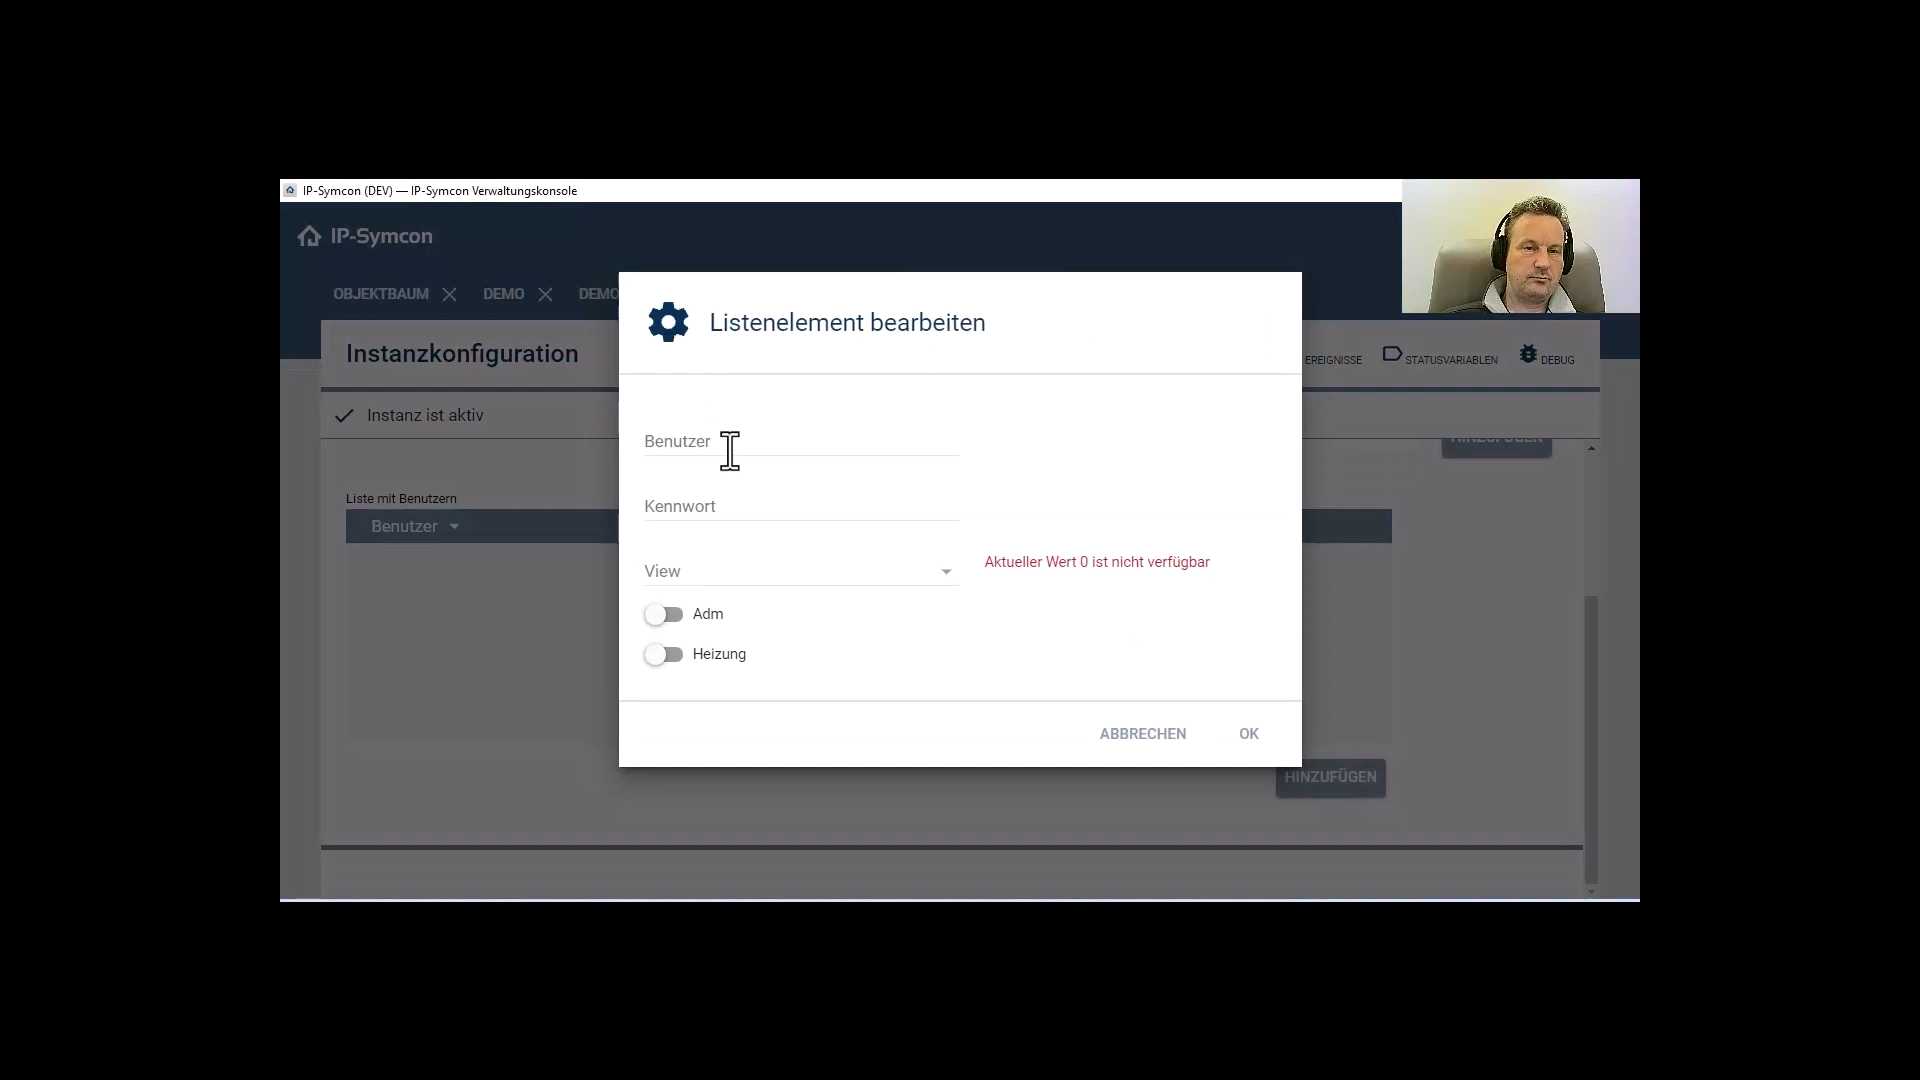 IP-Symcon (DEV) — IP-Symcon Verwaltungskonsole
IP-Symcon
OBJEKTBAUM
DEMO
DEMO
Instanzkonfiguration
EREIGNISSE
STATUSVARIABLEN
DEBUG
Instanz ist aktiv
HINZUFÜGEN
Liste mit Benutzern
Benutzer
Listenelement bearbeiten
Benutzer
Kennwort
View
Aktueller Wert 0 ist nicht verfügbar
Adm
Heizung
ABBRECHEN
OK
HINZUFÜGEN